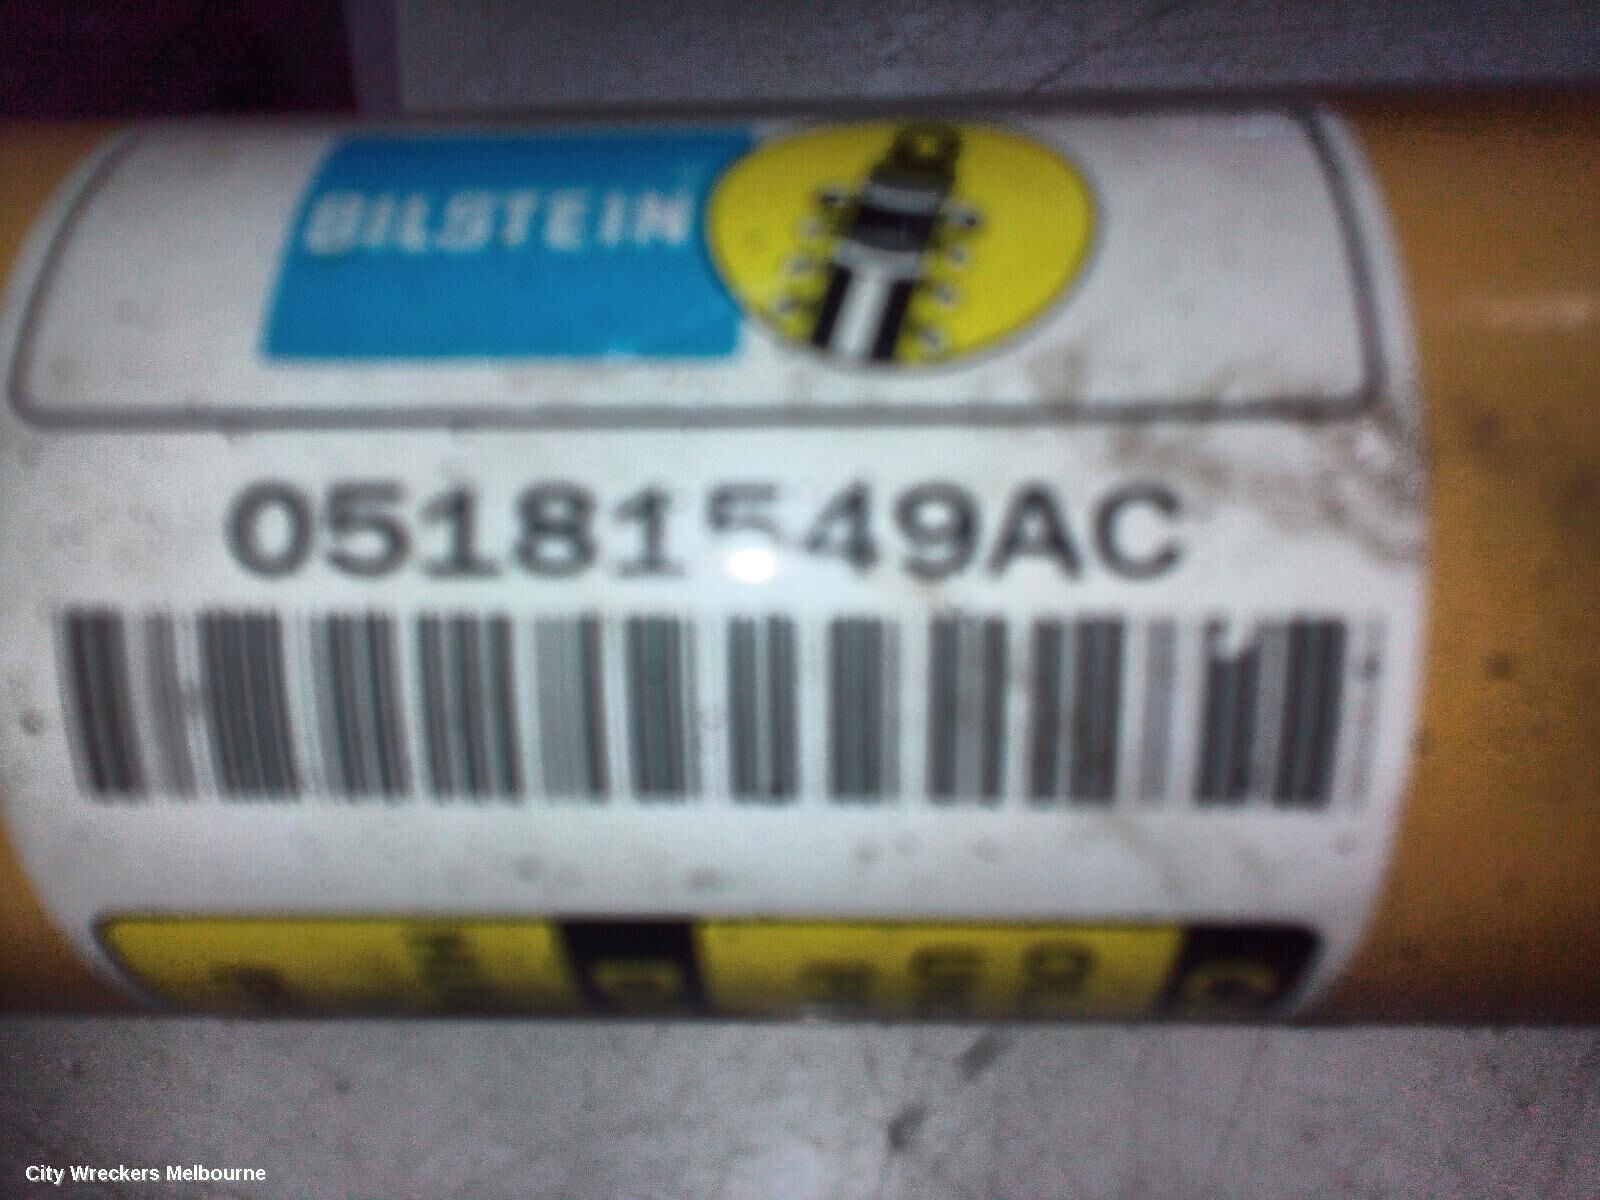 BILSTEIN
05181549AC
City Wreckers Melbourne